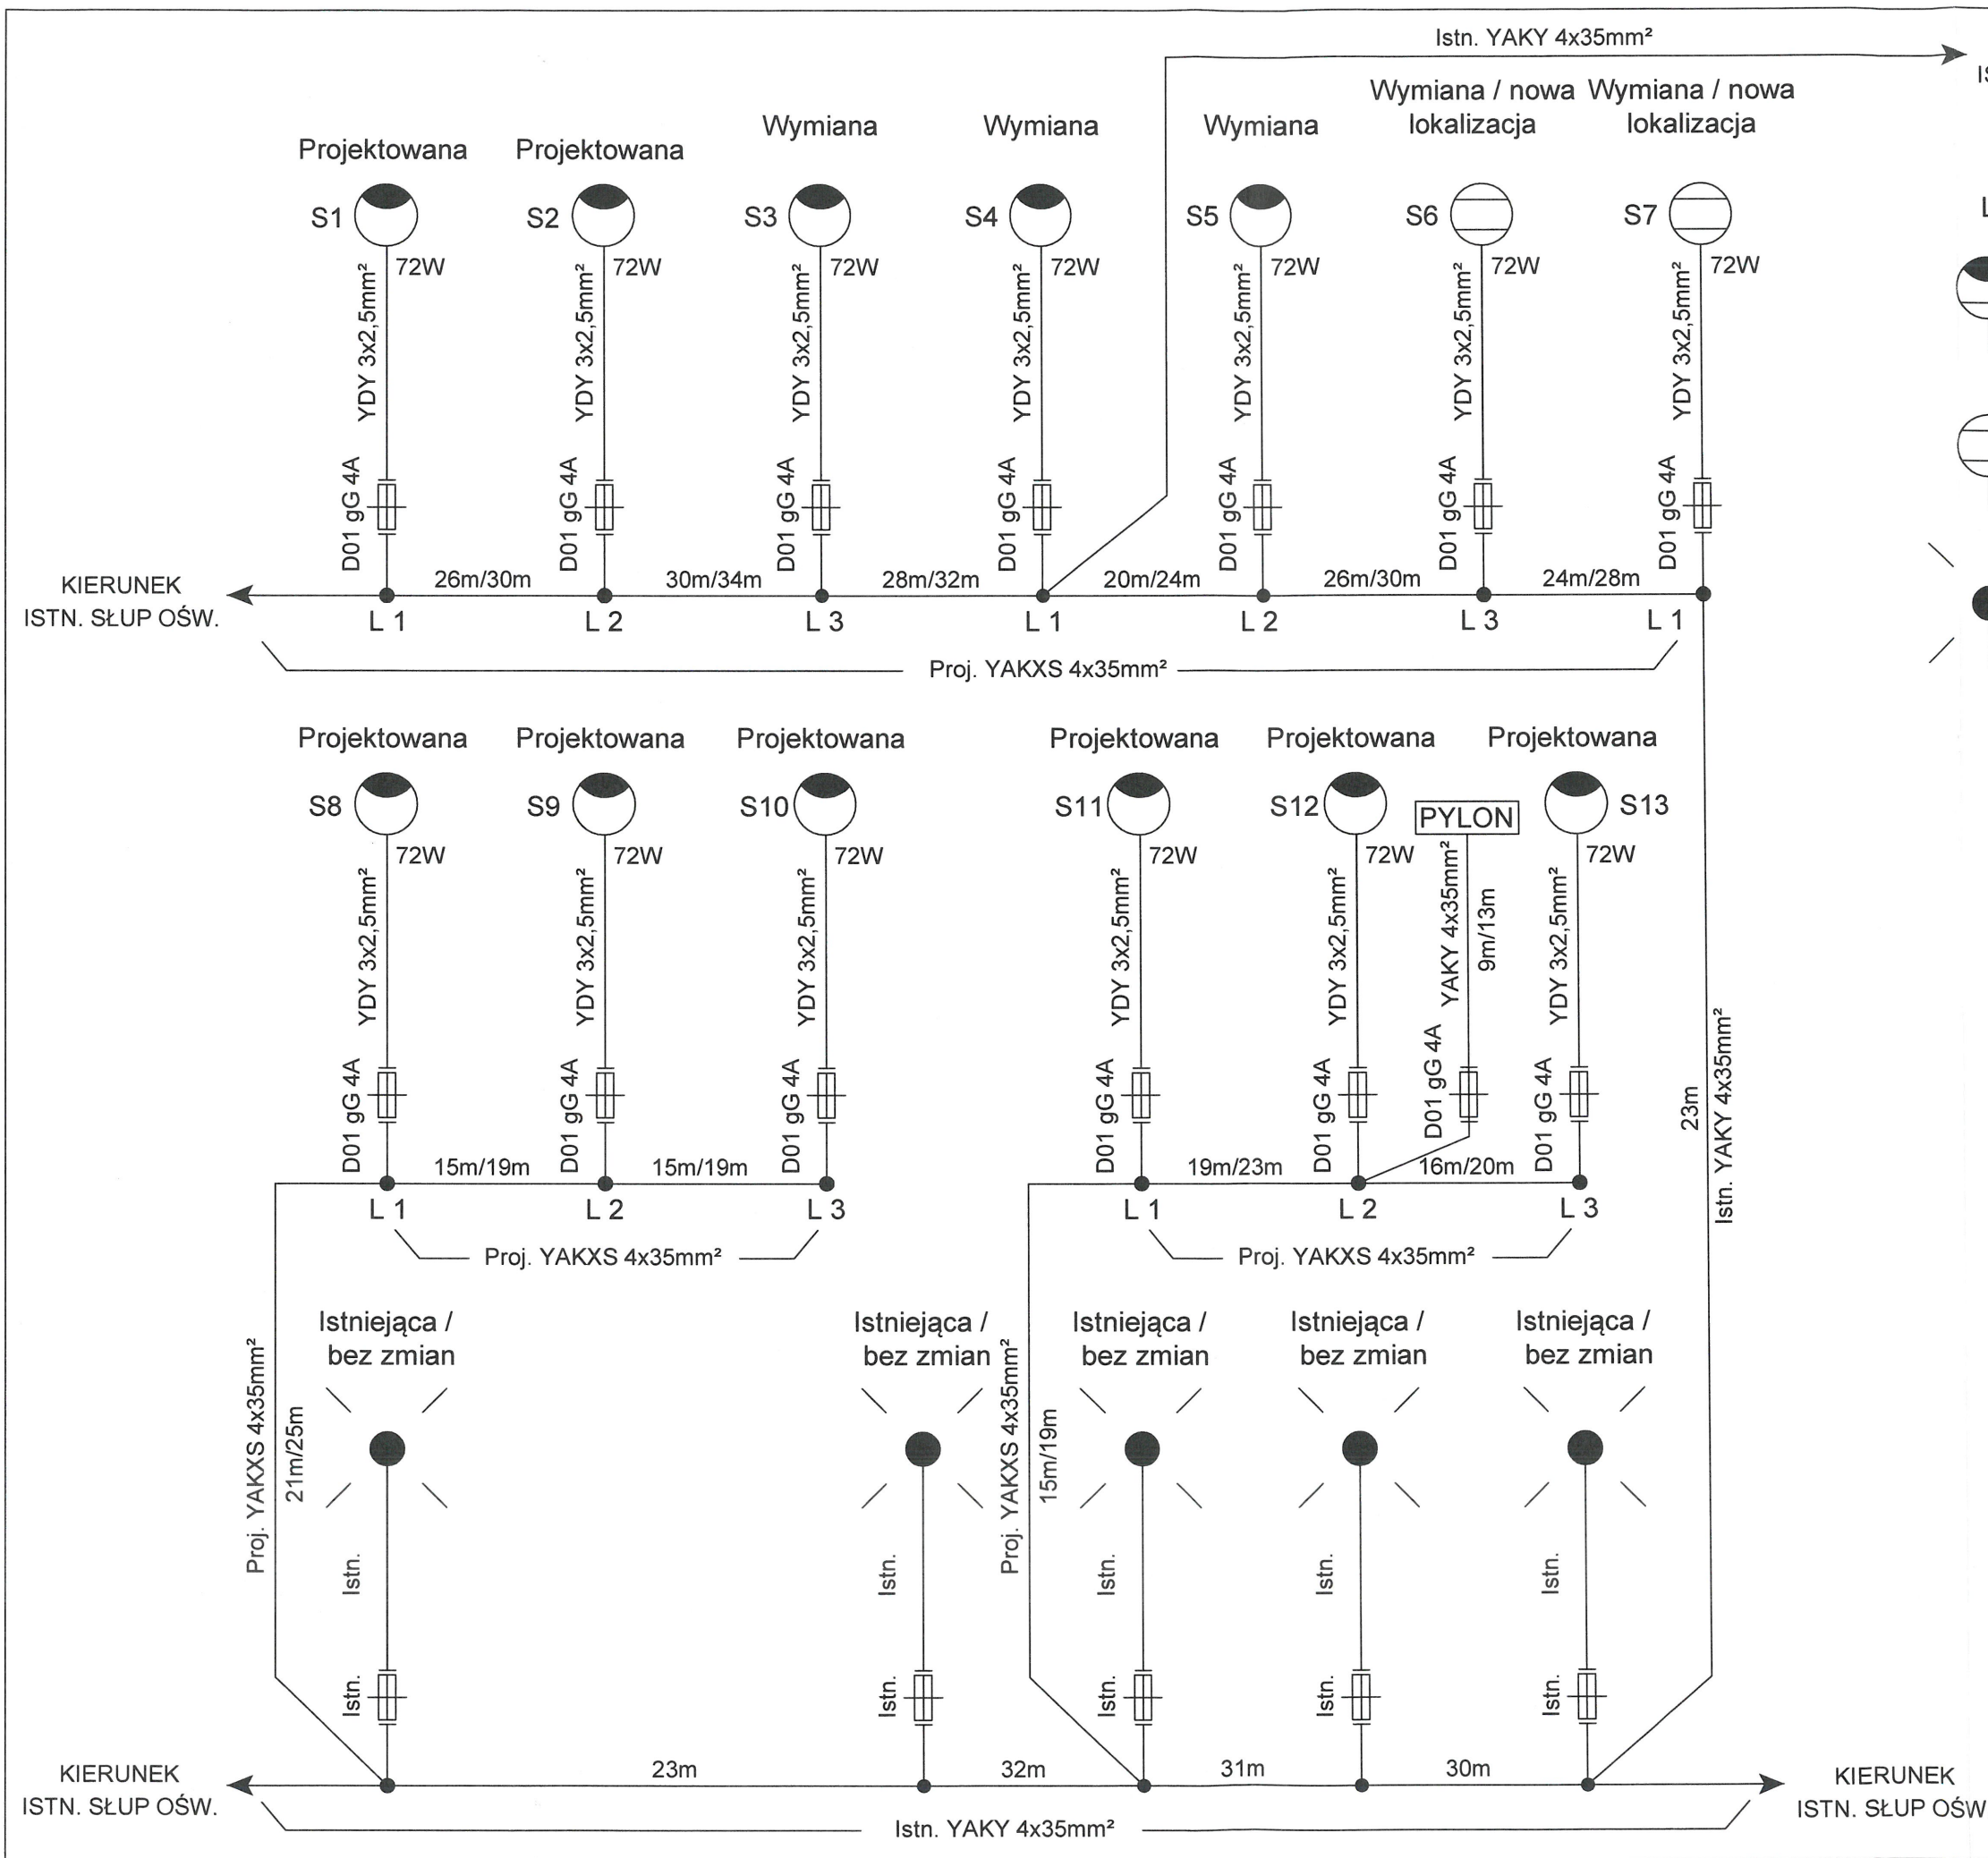 Istn. YAKY 4x35mm²
Projektowana
Projektowana
Wymiana
Wymiana
Wymiana
Wymiana / nowa
lokalizacja
Wymiana / nowa
lokalizacja
S1
S2
S3
S4
S5
S6
S7
72W
72W
72W
72W
72W
72W
72W
YDY 3x2,5mm²
YDY 3x2,5mm²
YDY 3x2,5mm²
YDY 3x2,5mm²
YDY 3x2,5mm²
YDY 3x2,5mm²
YDY 3x2,5mm²
D01 gG 4A
D01 gG 4A
D01 gG 4A
D01 gG 4A
D01 gG 4A
D01 gG 4A
D01 gG 4A
KIERUNEK
ISTN. SŁUP OŚW.
26m/30m
30m/34m
28m/32m
20m/24m
26m/30m
24m/28m
L 1
L 2
L 3
L 1
L 2
L 3
L 1
Proj. YAKXS 4x35mm²
Projektowana
Projektowana
Projektowana
Projektowana
Projektowana
Projektowana
S8
S9
S10
S11
S12
PYLON
S13
72W
72W
72W
72W
72W
72W
YDY 3x2,5mm²
YDY 3x2,5mm²
YDY 3x2,5mm²
YDY 3x2,5mm²
YDY 3x2,5mm²
YAKY 4x35mm²
9m/13m
YDY 3x2,5mm²
D01 gG 4A
D01 gG 4A
D01 gG 4A
D01 gG 4A
D01 gG 4A
D01 gG 4A
D01 gG 4A
23m
Istn. YAKY 4x35mm²
15m/19m
15m/19m
19m/23m
16m/20m
L 1
L 2
L 3
L 1
L 2
L 3
Proj. YAKXS 4x35mm²
Proj. YAKXS 4x35mm²
Istniejąca /
bez zmian
Istniejąca /
bez zmian
Istniejąca /
bez zmian
Istniejąca /
bez zmian
Istniejąca /
bez zmian
Proj. YAKXS 4x35mm²
21m/25m
Proj. YAKXS 4x35mm²
15m/19m
Istn.
Istn.
Istn.
Istn.
Istn.
Istn.
Istn.
Istn.
Istn.
Istn.
KIERUNEK
ISTN. SŁUP OŚW.
23m
32m
31m
30m
KIERUNEK
ISTN. SŁUP OŚW
Istn. YAKY 4x35mm²